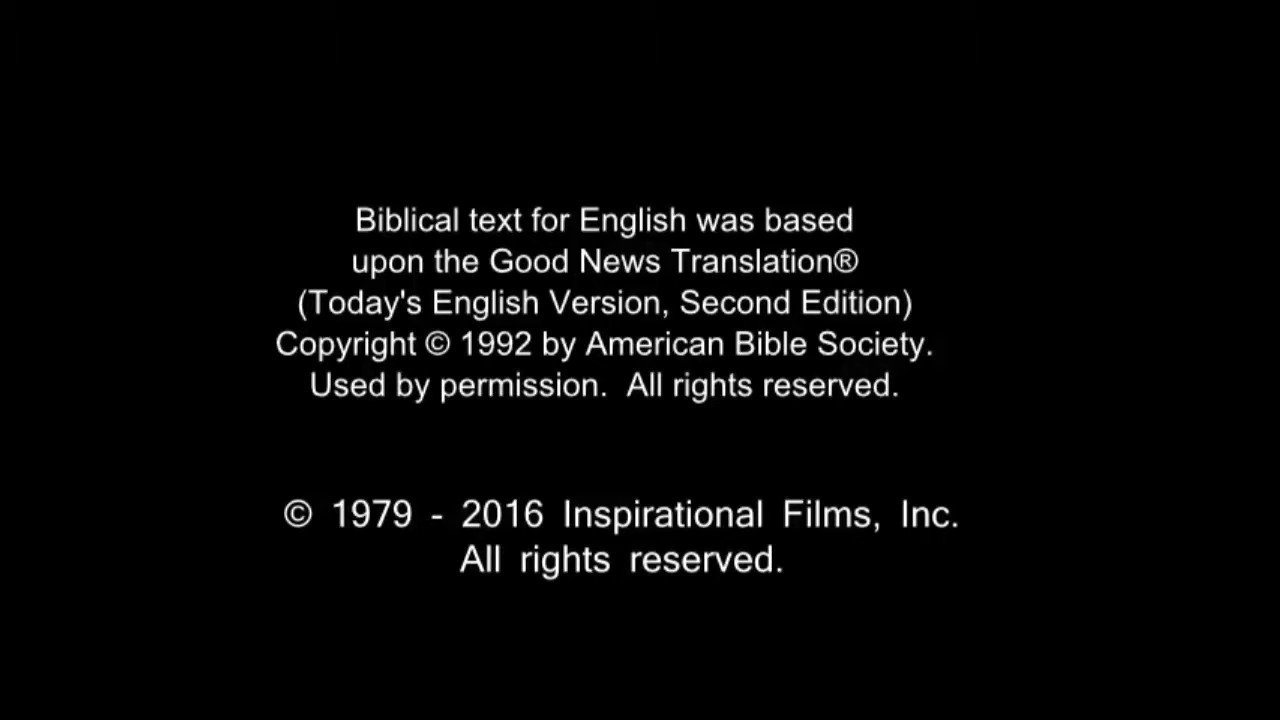 Biblical text for English was based
upon the Good News Translation®
(Today's English Version, Second Edition)
Copyright © 1992 by American Bible Society.
Used by permission.  All rights reserved.
© 1979 - 2016 Inspirational Films, Inc.
All rights reserved.